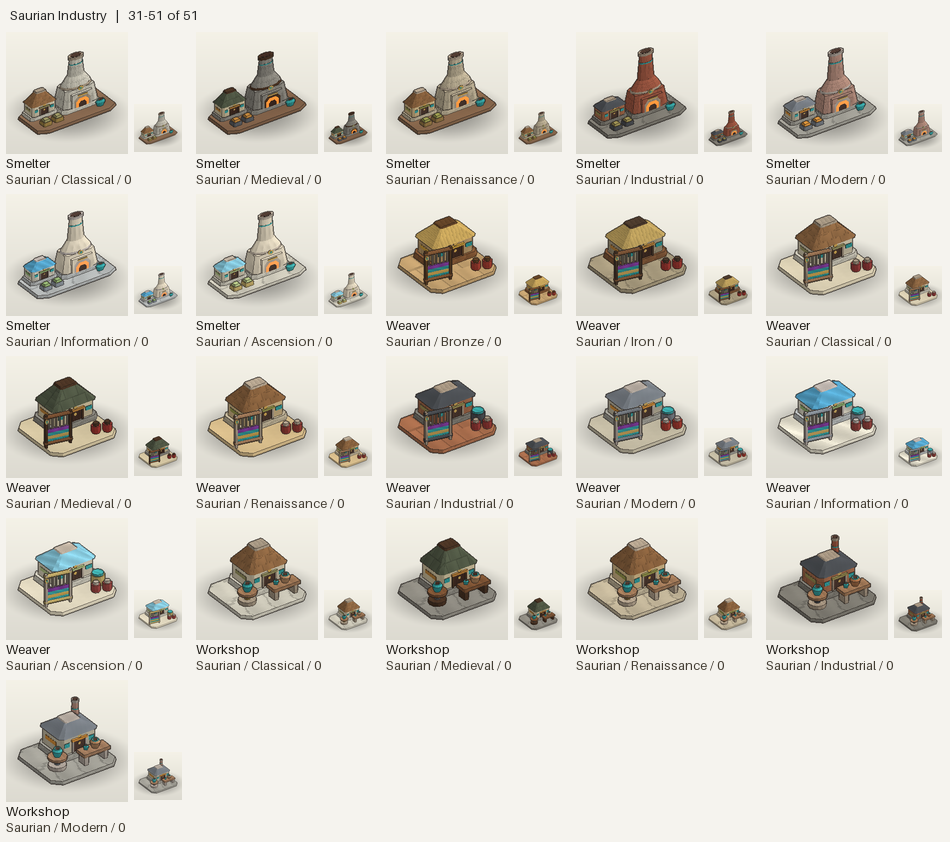 Saurian Industry | 31-51 of 51
Smelter
Saurian / Classical / 0
Smelter
Saurian / Medieval / 0
Smelter
Saurian / Renaissance / 0
Smelter
Saurian / Industrial / 0
Smelter
Saurian / Modern / 0
Smelter
Saurian / Information / 0
Smelter
Saurian / Ascension / 0
Weaver
Saurian / Bronze / 0
Weaver
Saurian / Iron / 0
Weaver
Saurian / Classical / 0
Weaver
Saurian / Medieval / 0
Weaver
Saurian / Renaissance / 0
Weaver
Saurian / Industrial / 0
Weaver
Saurian / Modern / 0
Weaver
Saurian / Information / 0
Weaver
Saurian / Ascension / 0
Workshop
Saurian / Classical / 0
Workshop
Saurian / Medieval / 0
Workshop
Saurian / Renaissance / 0
Workshop
Saurian / Industrial / 0
Workshop
Saurian / Modern / 0